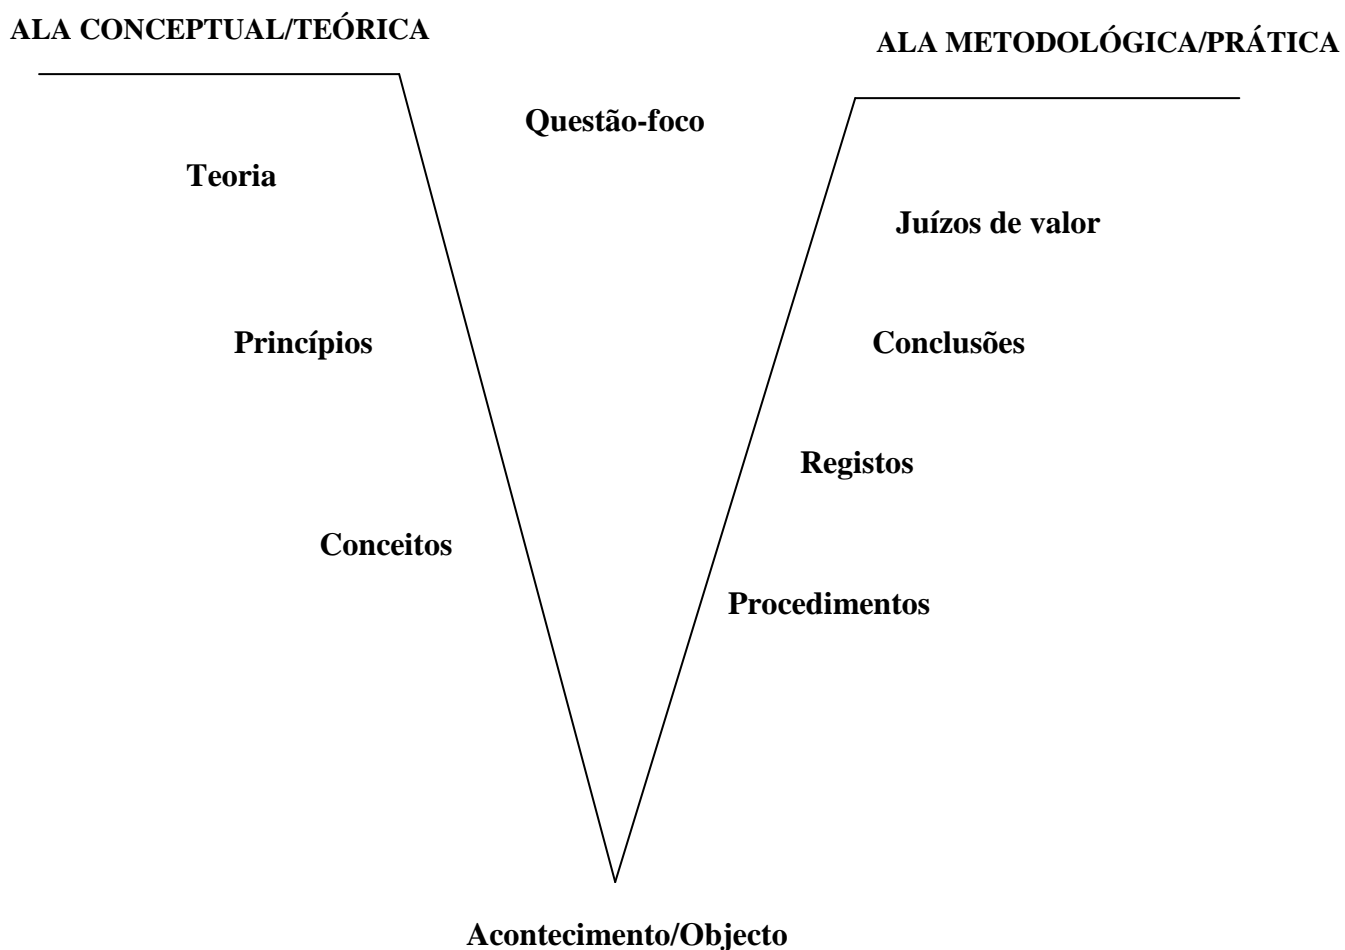 ALA CONCEPTUAL/TEÓRICA
ALA METODOLÓGICA/PRÁTICA
Questão-foco
Teoria
Juízos de valor
Princípios
Conclusões
Registos
Conceitos
Procedimentos
Acontecimento/Objecto